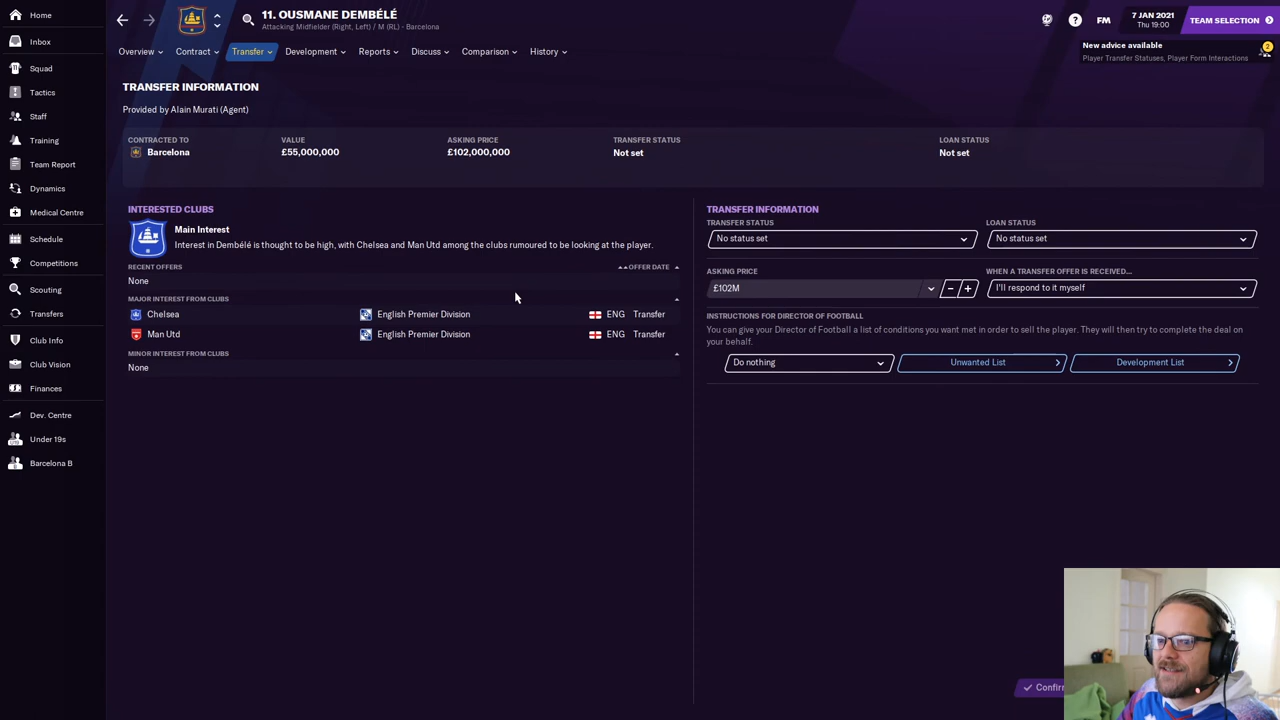 Home
Inbox
Squad
Tactics
Staff
Training
Team Report
Dynamics
Medical Centre
Schedule
Competitions
Scouting
Transfers
Club Info
Club Vision
Finances
Dev. Centre
Under 19s
Barcelona B
11. OUSMANE DEMBÉLÉ
Attacking Midfielder (Right, Left) / M (RL) - Barcelona
? FM 7 JAN 2021
Thu 19:00
TEAM SELECTION
Overview Contract Transfer Development Reports Discuss Comparison History
New advice available
Player Transfer Statuses, Player Form Interactions
2
TRANSFER INFORMATION
Provided by Alain Murati (Agent)
CONTRACTED TO VALUE ASKING PRICE TRANSFER STATUS LOAN STATUS
Barcelona £55,000,000 £102,000,000 Not set Not set
INTERESTED CLUBS
Main Interest
Interest in Dembélé is thought to be high, with Chelsea and Man Utd among the clubs rumoured to be looking at the player.
RECENT OFFERS OFFER DATE
None
MAJOR INTEREST FROM CLUBS
Chelsea English Premier Division ENG Transfer
Man Utd English Premier Division ENG Transfer
MINOR INTEREST FROM CLUBS
None
TRANSFER INFORMATION
TRANSFER STATUS LOAN STATUS
No status set No status set
ASKING PRICE WHEN A TRANSFER OFFER IS RECEIVED...
£102M - + I'll respond to it myself
INSTRUCTIONS FOR DIRECTOR OF FOOTBALL
You can give your Director of Football a list of conditions you want met in order to sell the player. They will then try to complete the deal on
your behalf.
Do nothing Unwanted List Development List